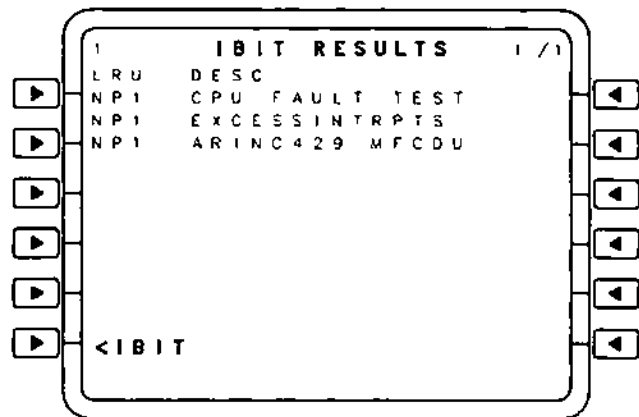 1 IBIT RESULTS 1 /1
LRU DESC
NP1 CPU FAULT TEST
NP1 EXCESSINTRPTS
NP1 ARINC429 MFCDU
<IBIT